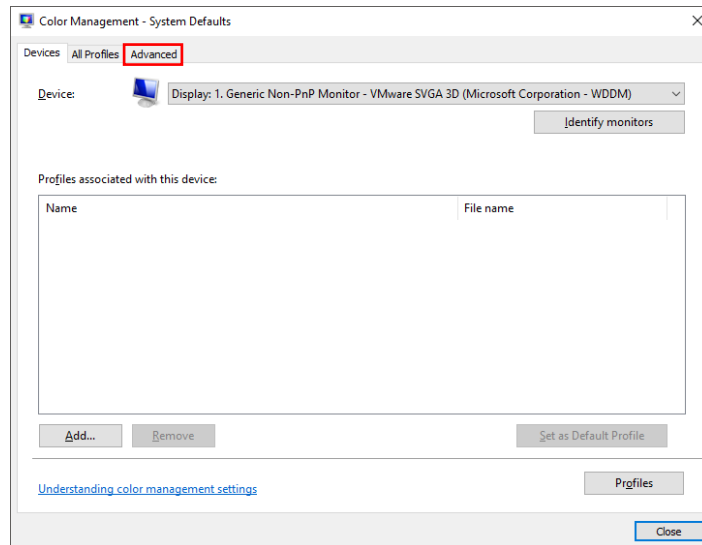 Color Management - System Defaults
Devices All Profiles Advanced
Device: Display: 1. Generic Non-PnP Monitor - VMware SVGA 3D (Microsoft Corporation - WDDM)
Identify monitors
Profiles associated with this device:
Name File name
Add... Remove Set as Default Profile
Understanding color management settings Profiles
Close